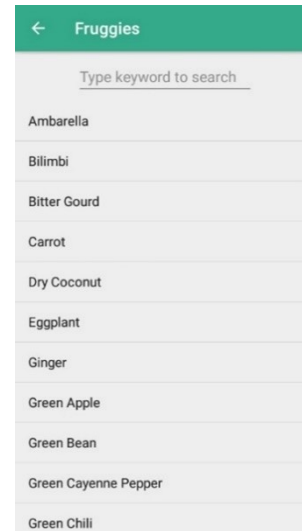 Fruggies
Type keyword to search
Ambarella
Bilimbi
Bitter Gourd
Carrot
Dry Coconut
Eggplant
Ginger
Green Apple
Green Bean
Green Cayenne Pepper
Green Chili